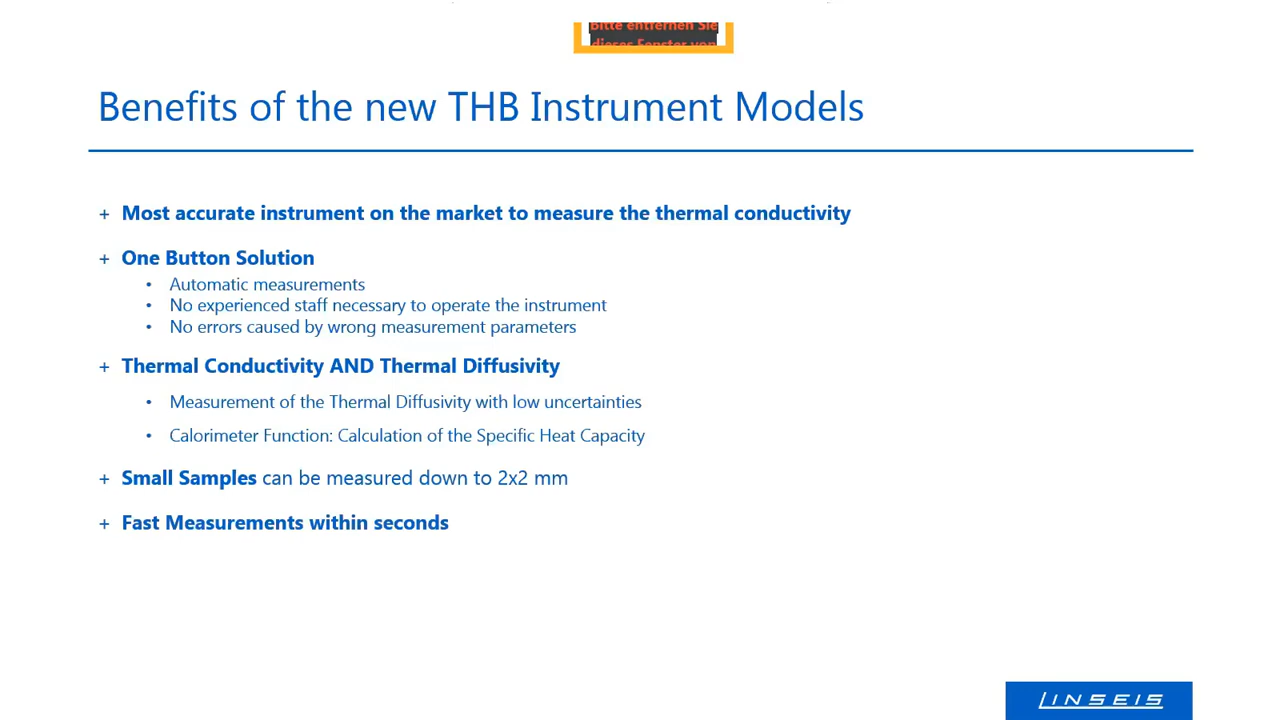 Bitte entfernen Sie
dieses Fenster von
Benefits of the new THB Instrument Models
+ Most accurate instrument on the market to measure the thermal conductivity
+ One Button Solution
• Automatic measurements
• No experienced staff necessary to operate the instrument
• No errors caused by wrong measurement parameters
+ Thermal Conductivity AND Thermal Diffusivity
• Measurement of the Thermal Diffusivity with low uncertainties
• Calorimeter Function: Calculation of the Specific Heat Capacity
+ Small Samples can be measured down to 2x2 mm
+ Fast Measurements within seconds
LINSEIS